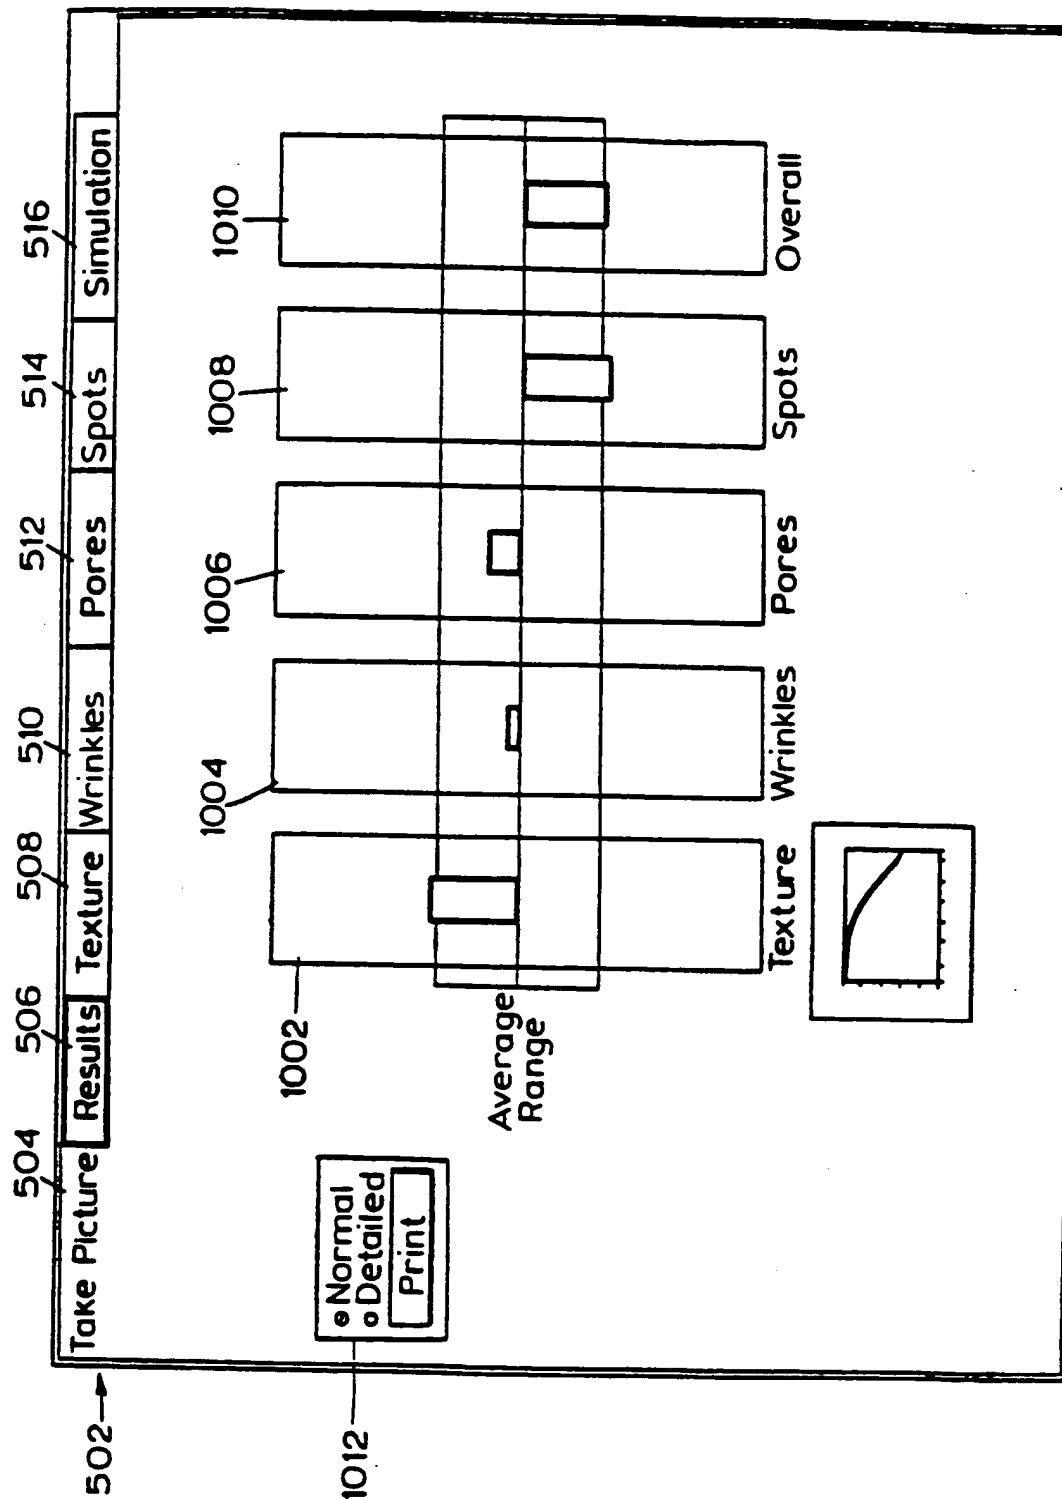 504
506
508
510
512
514
516
502
Take Picture
Results
Texture
Wrinkles
Pores
Spots
Simulation
1002
1004
1006
1008
1010
1012
Normal
Detailed
Print
Average
Range
Texture
Wrinkles
Pores
Spots
Overall